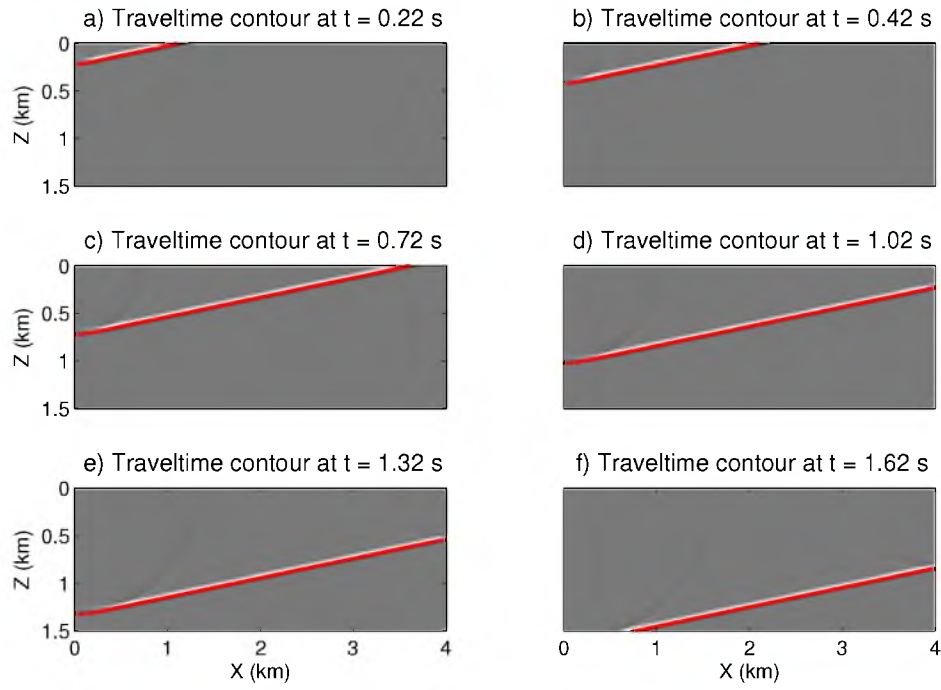 a) Traveltime contour at t = 0.22 s
0
0.5
1
1.5
Z (km)
b) Traveltime contour at t = 0.42 s
c) Traveltime contour at t = 0.72 s
0
0.5
1
1.5
Z (km)
d) Traveltime contour at t = 1.02 s
e) Traveltime contour at t = 1.32 s
0
0.5
1
1.5
Z (km)
0 1 2 3 4
X (km)
f) Traveltime contour at t = 1.62 s
0 1 2 3 4
X (km)